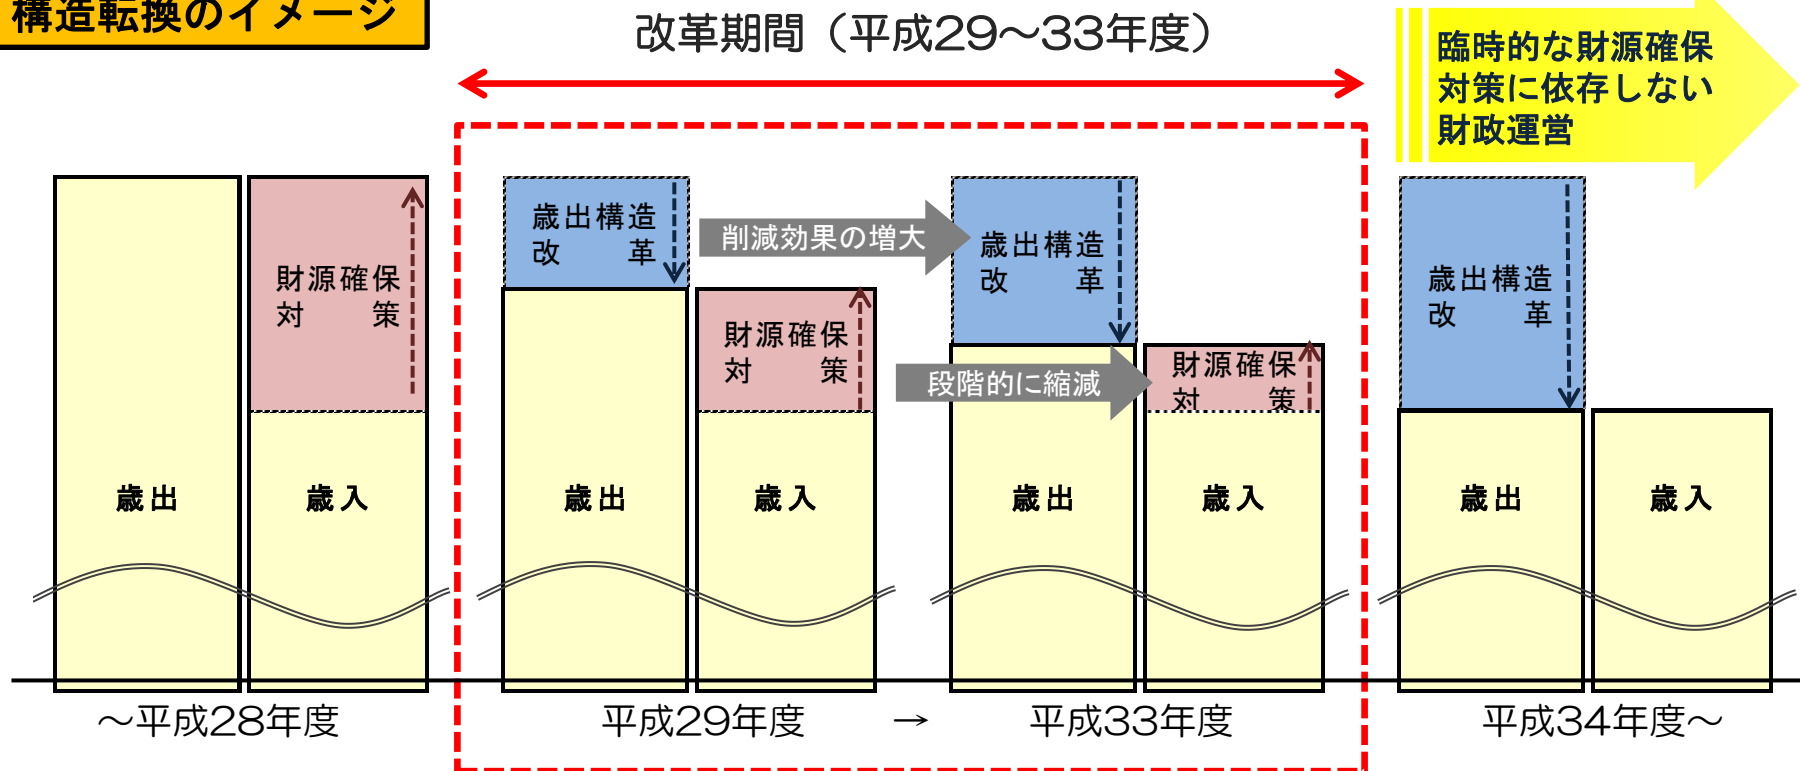 構造転換のイメージ
改革期間（平成29～33年度）
臨時的な財源確保
対策に依存しない
財政運営
財源確保
対　　策
歳出
歳入
歳出構造
改　　革
削減効果の増大
財源確保
対　　策
段階的に縮減
歳出
歳入
歳出構造
改　　革
財源確保
対　　策
歳出
歳入
歳出構造
改　　革
歳出
歳入
～平成28年度
平成29年度
→
平成33年度
平成34年度～